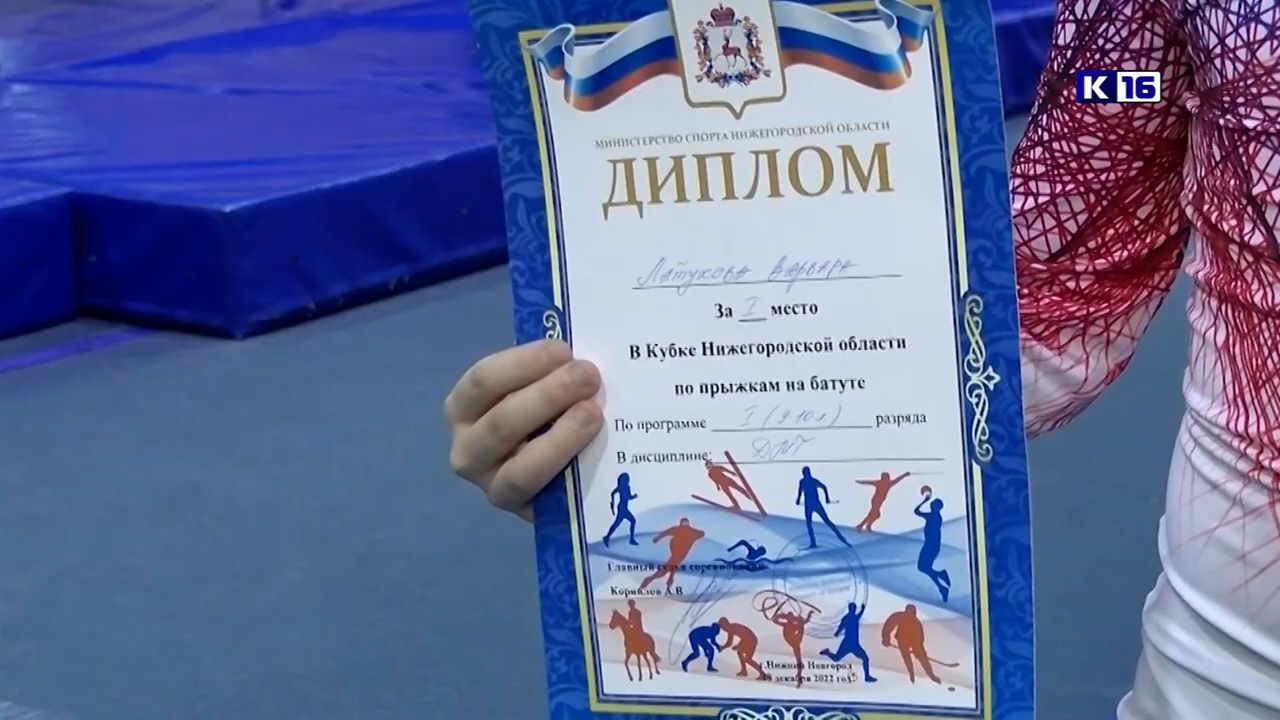 К 16
МИНИСТЕРСТВО СПОРТА НИЖЕГОРОДСКОЙ ОБЛАСТИ
ДИПЛОМ
Латухова Варвара
За I место
В Кубке Нижегородской области
по прыжкам на батуте
По программе I (9-10 л) разряда
В дисциплине: ДМТ
Главный судья соревнований
Корнилов А.В
г.Нижний Новгород
18 декабря 2022 год